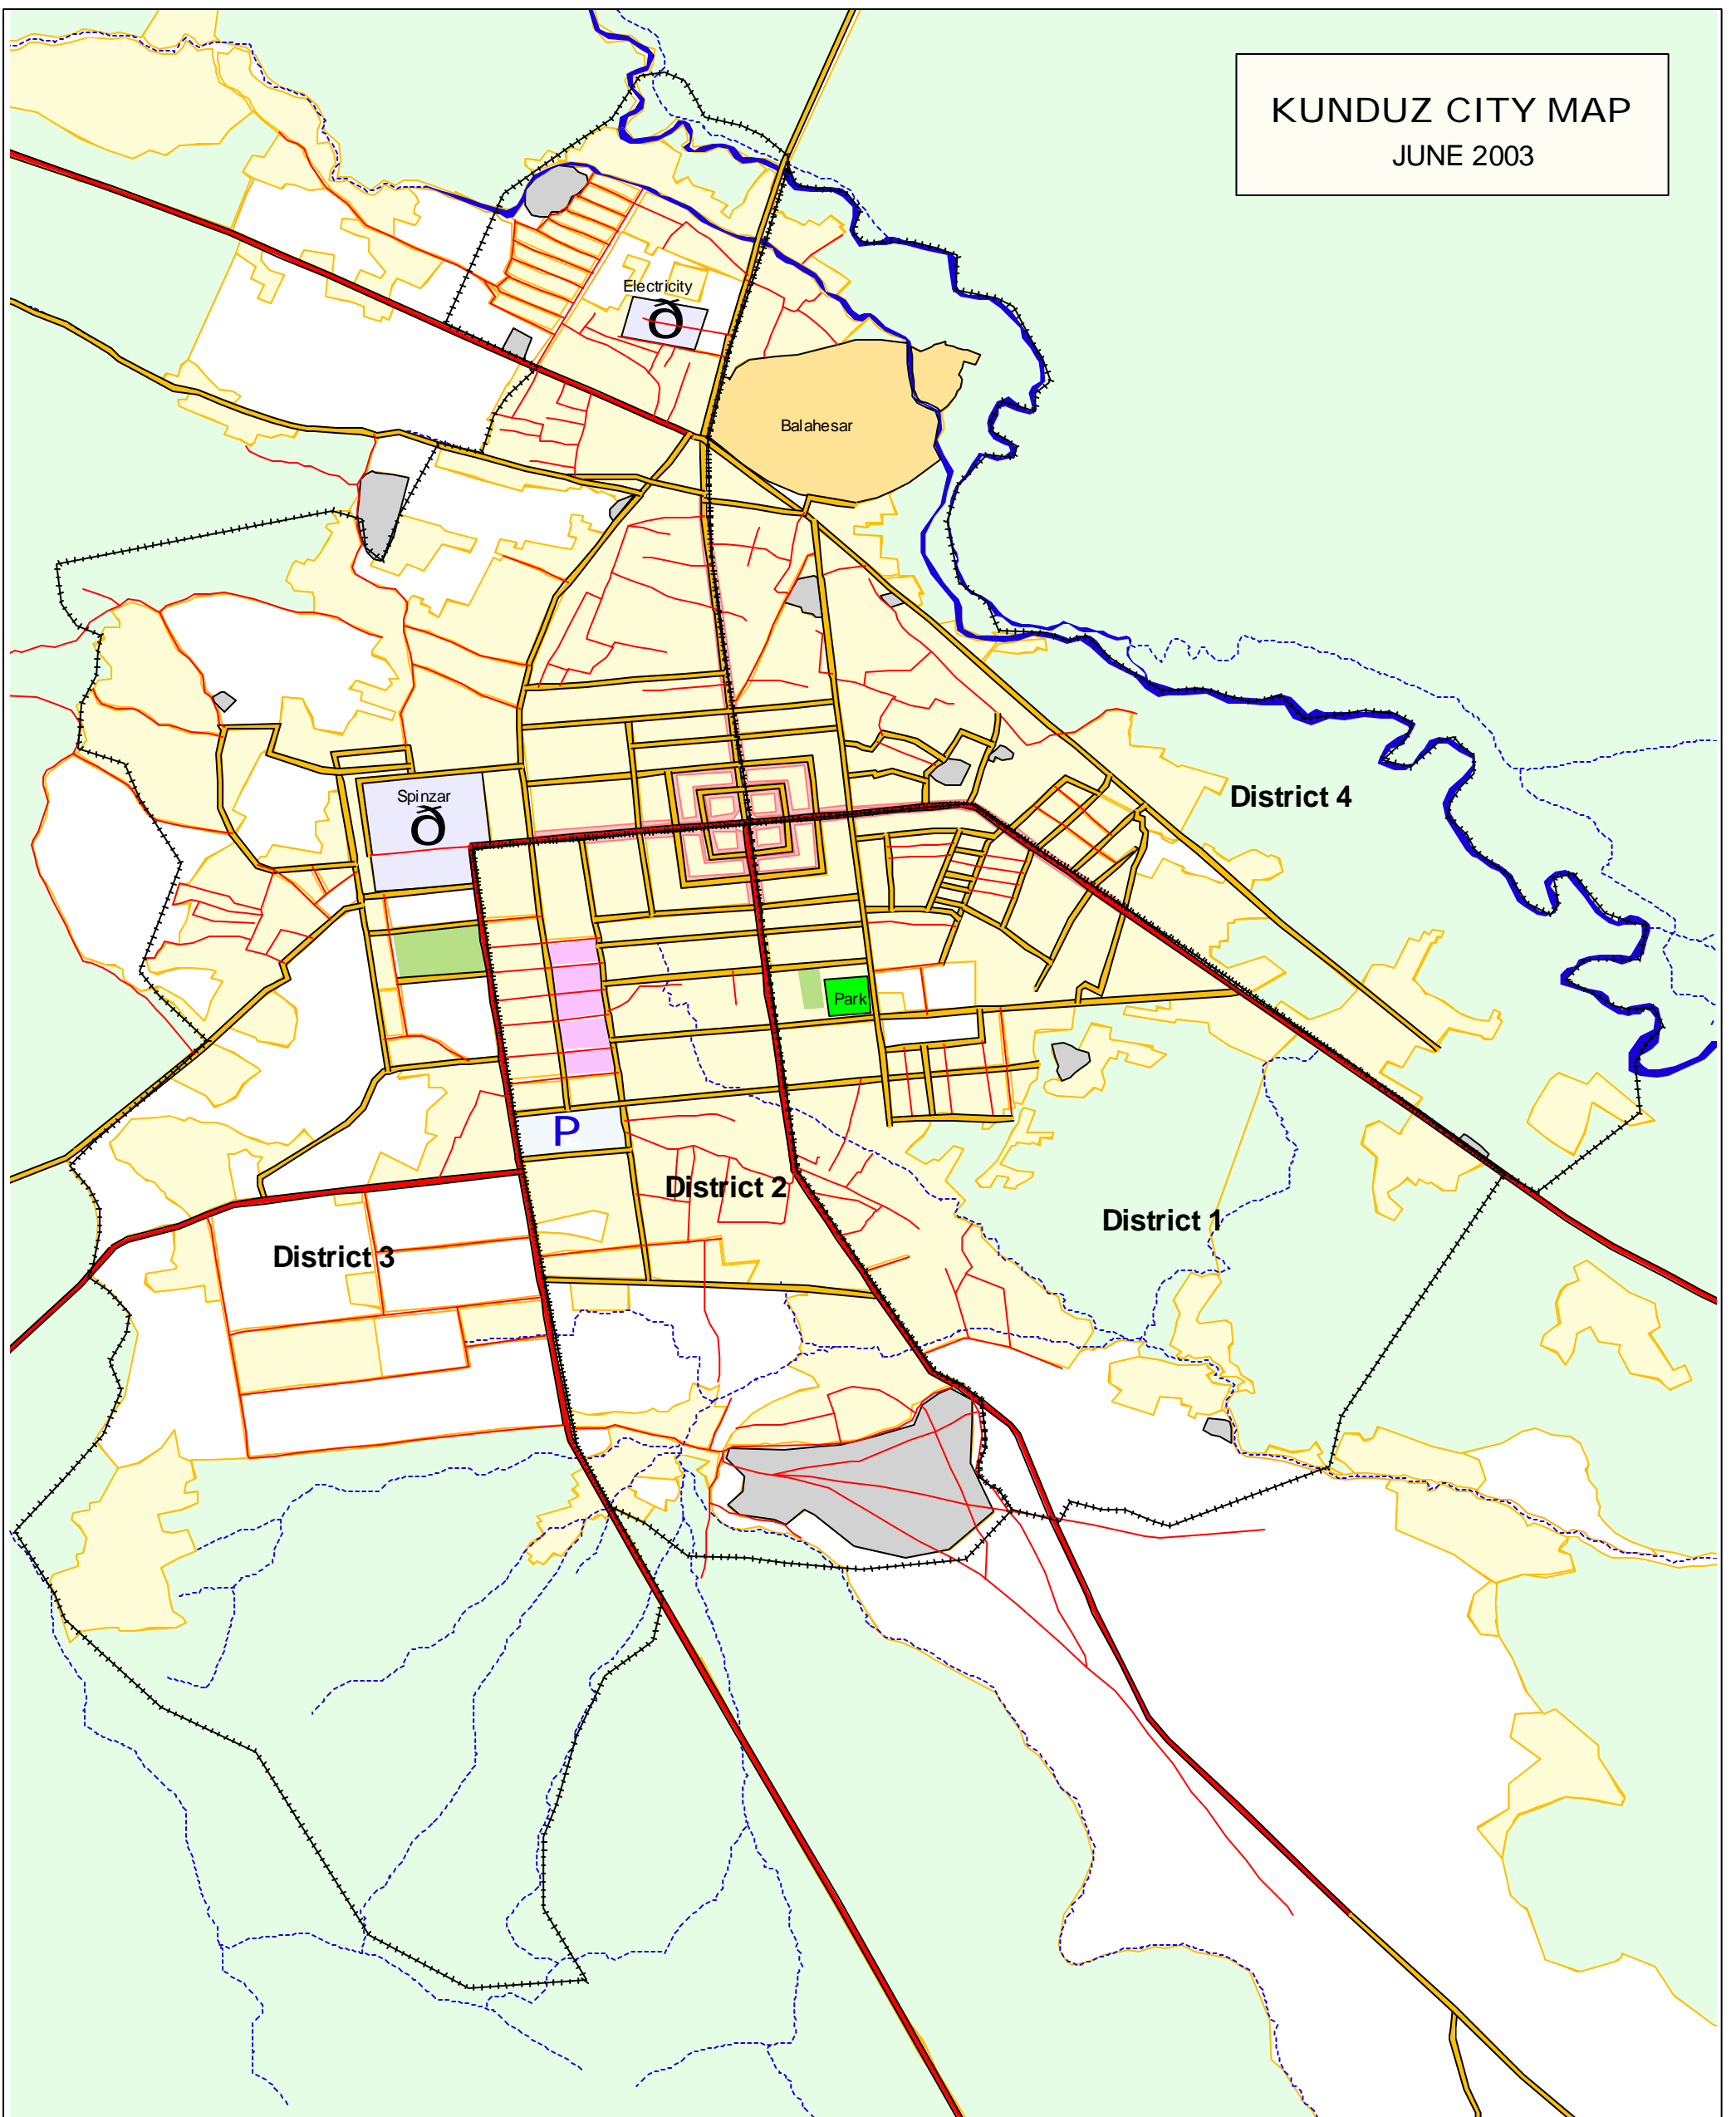 KUNDUZ CITY MAP
JUNE 2003
Electricity
ð
Balahesar
District 4
Spinzar
ð
Park
P
District 2
District 1
District 3